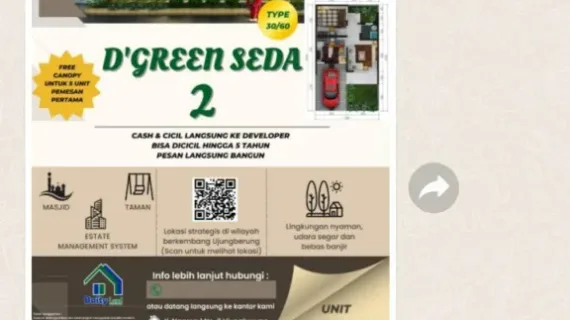 TYPE
30/60
D'GREEN SEDA
2
FREE
CANOPY
UNTUK 5 UNIT
PEMESAN
PERTAMA
CASH & CICIL LANGSUNG KE DEVELOPER
BISA DICICIL HINGGA 5 TAHUN
PESAN LANGSUNG BANGUN
MASJID
TAMAN
ESTATE
MANAGEMENT SYSTEM
Lokasi strategis di wilayah
berkembang Ujungberung
(Scan untuk melihat lokasi)
Lingkungan nyaman,
udara segar dan
bebas banjir
Info lebih lanjut hubungi :
atau datang langsung ke kantor kami
UNIT